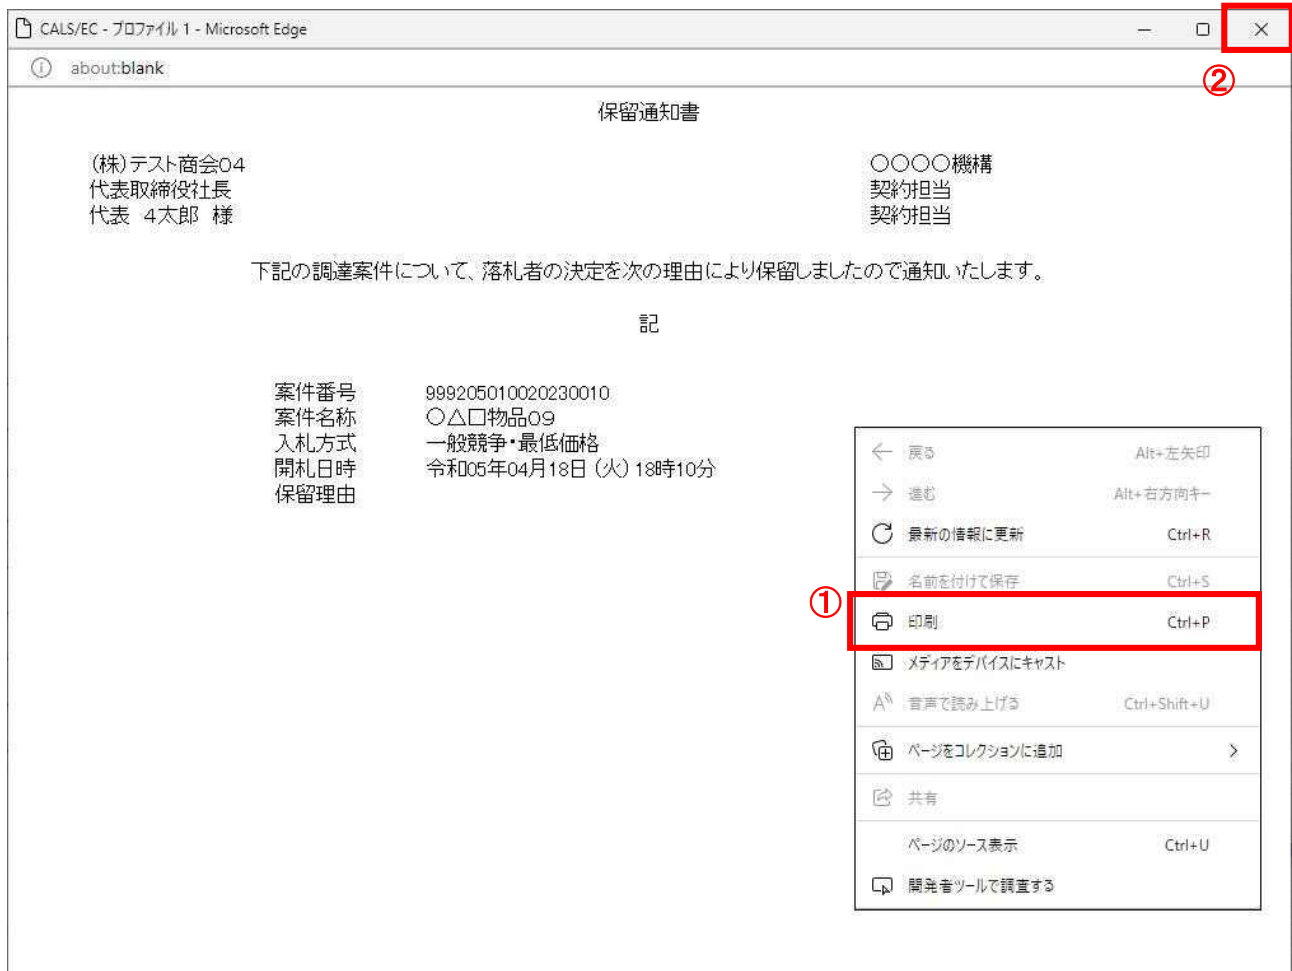 CALS/EC - プロファイル 1 - Microsoft Edge
about:blank
②
保留通知書
(株)テスト商会04
代表取締役社長
代表 4太郎 様
〇〇〇〇機構
契約担当
契約担当
下記の調達案件について、落札者の決定を次の理由により保留しましたので通知いたします。
記
案件番号 999205010020230010
案件名称 〇△□物品09
入札方式 一般競争・最低価格
開札日時 令和05年04月18日(火)18時10分
保留理由
戻る Alt+左矢印
進む Alt+右方向キー
最新の情報に更新 Ctrl+R
名前を付けて保存 Ctrl+S
①
印刷 Ctrl+P
メディアをデバイスにキャスト
音声で読み上げる Ctrl+Shift+U
ページをコレクションに追加
共有
ページのソース表示 Ctrl+U
開発者ツールで調査する